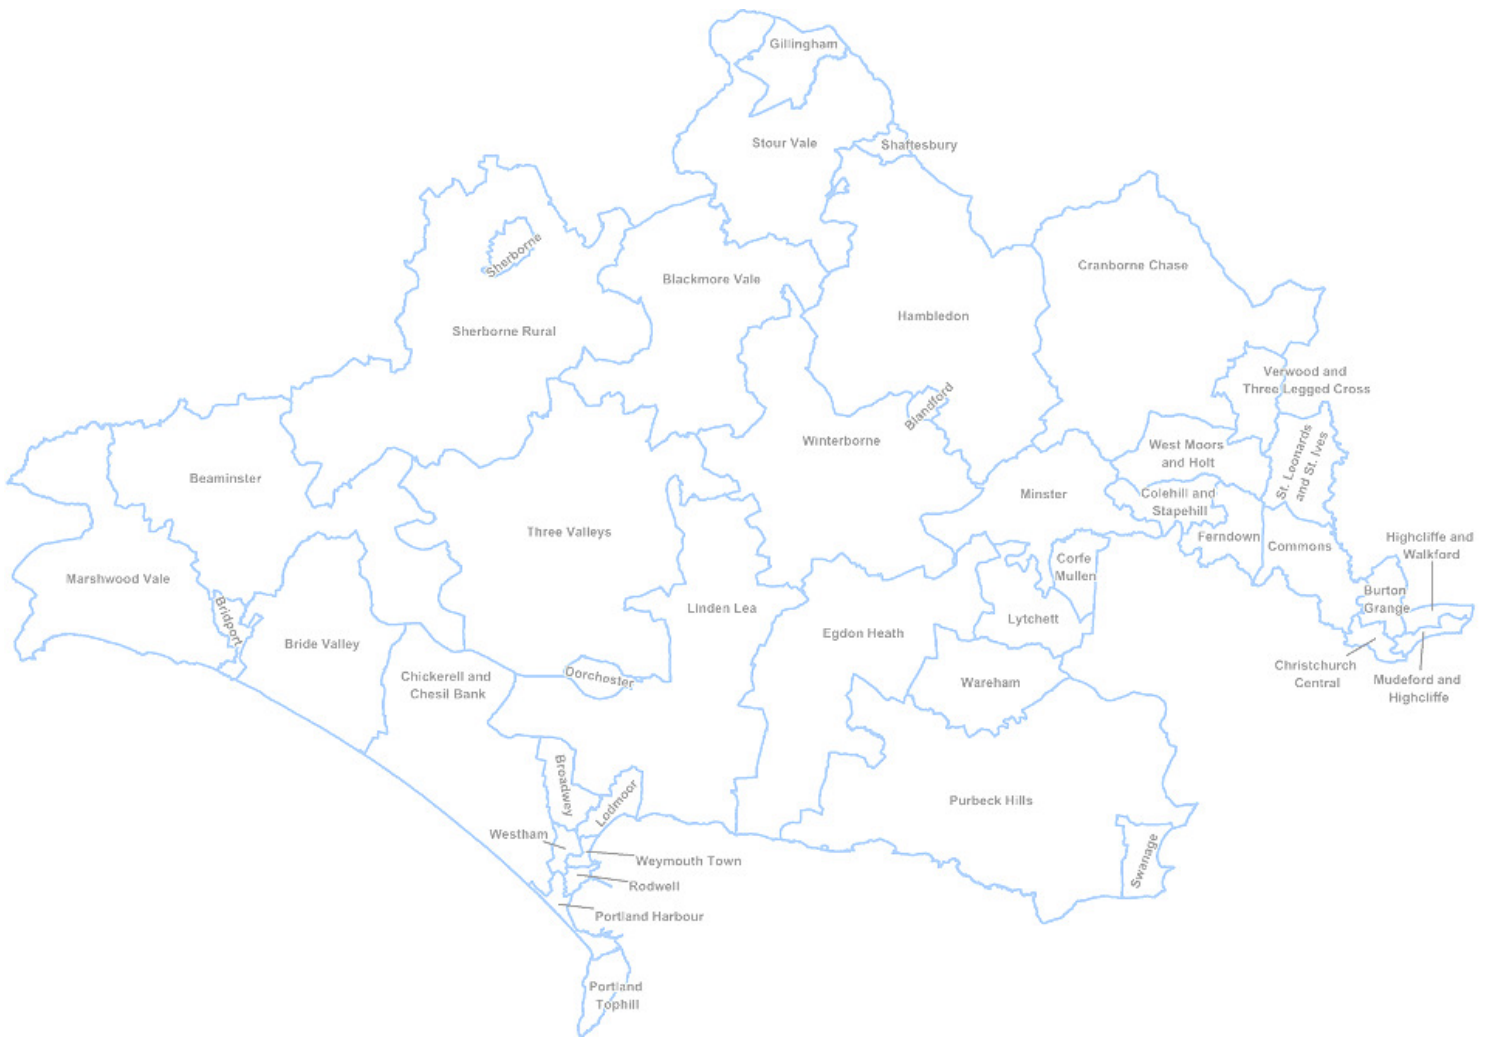 Gillingham
Stour Vale
Shaftesbury
Sherborne
Cranborne Chase
Blackmore Vale
Hambledon
Sherborne Rural
Verwood and
Three Legged Cross
Blandford
Winterborne
West Moors
and Holt
St. Leonards
and St. Ives
Beaminster
Minster
Colehill and
Stapehill
Three Valleys
Ferndown
Commons
Highcliffe and
Walkford
Marshwood Vale
Corfe
Mullen
Burton
Grange
Bridport
Linden Lea
Lytchett
Egdon Heath
Bride Valley
Christchurch
Central
Mudeford and
Highcliffe
Chickerell and
Chesil Bank
Dorchester
Wareham
Broadwey
Lodmoor
Purbeck Hills
Westham
Weymouth Town
Swanage
Rodwell
Portland Harbour
Portland
Tophill